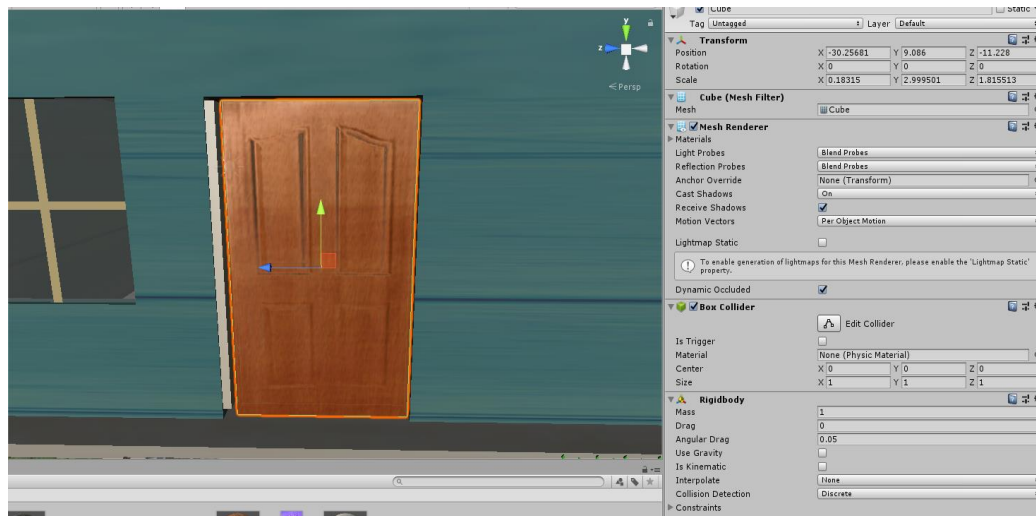 Cube
Static
Tag Untagged Layer Default
Transform
Position X -30.25681 Y 9.086 Z -11.228
Rotation X 0 Y 0 Z 0
Scale X 0.18315 Y 2.999501 Z 1.815513
Cube (Mesh Filter)
Mesh Cube
Mesh Renderer
Materials
Light Probes Blend Probes
Reflection Probes Blend Probes
Anchor Override None (Transform)
Cast Shadows On
Receive Shadows
Motion Vectors Per Object Motion
Lightmap Static
To enable generation of lightmaps for this Mesh Renderer, please enable the 'Lightmap Static'
property.
Dynamic Occluded
Box Collider
Edit Collider
Is Trigger
Material None (Physic Material)
Center X 0 Y 0 Z 0
Size X 1 Y 1 Z 1
Rigidbody
Mass 1
Drag 0
Angular Drag 0.05
Use Gravity
Is Kinematic
Interpolate None
Collision Detection Discrete
Constraints
y
z
Persp